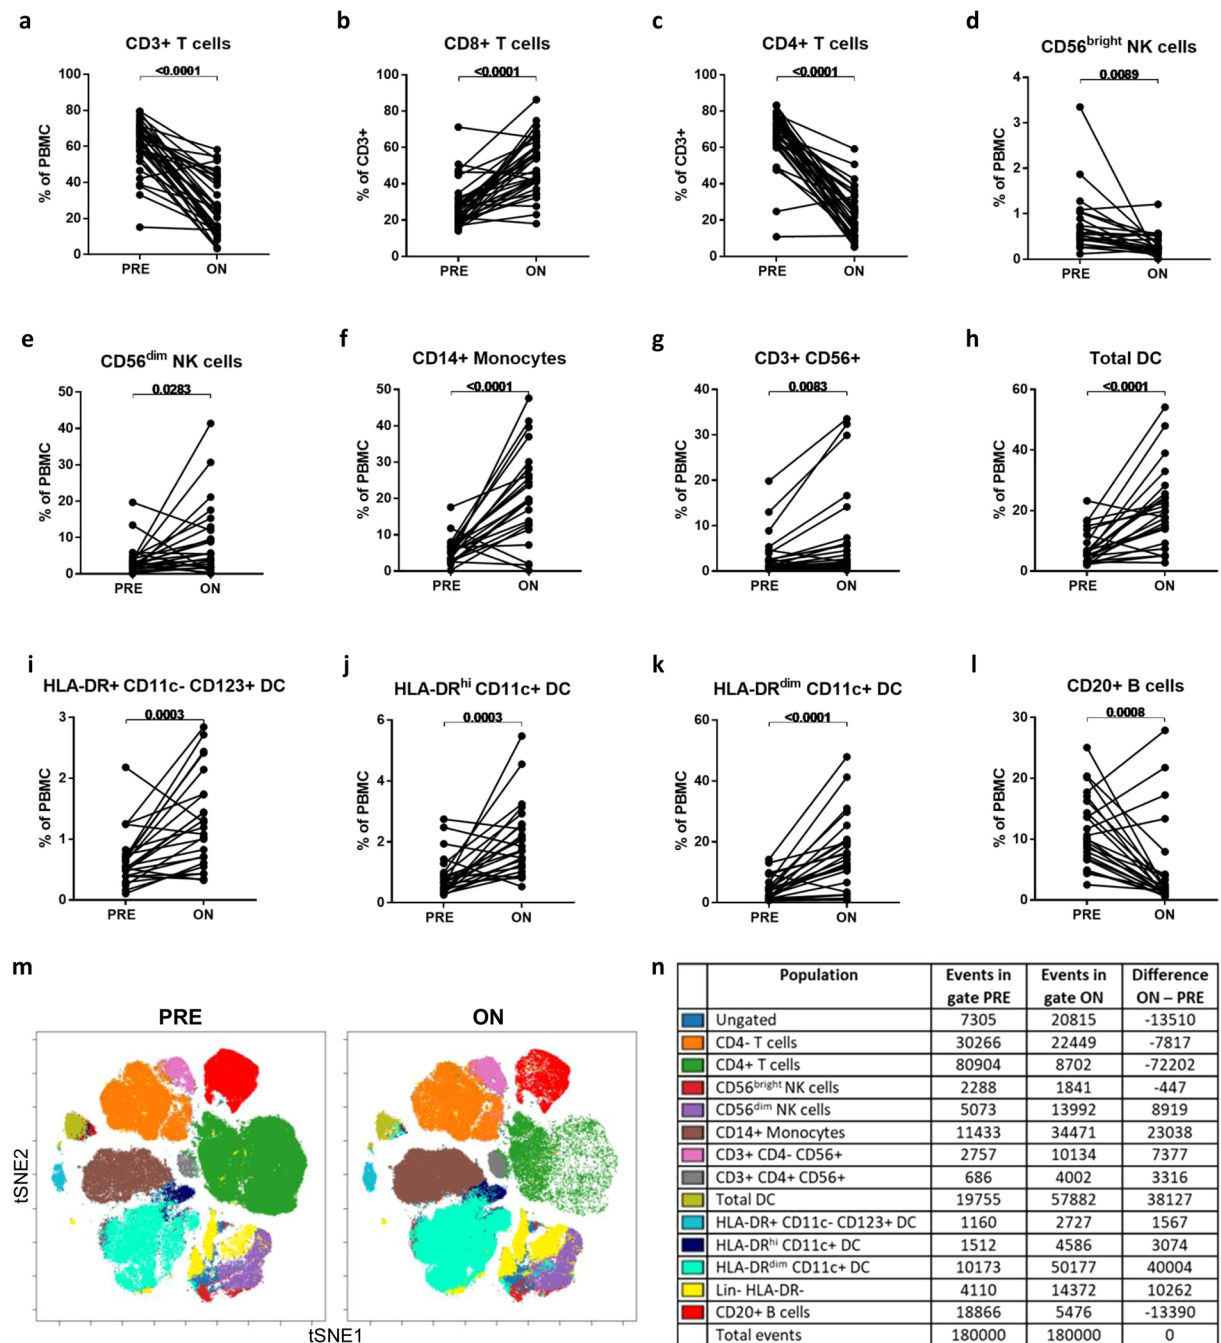 a
CD3+ T cells
<0.0001
100
80
60
40
20
0
% of PBMC
PRE
ON
b
CD8+ T cells
<0.0001
100
80
60
40
20
0
% of CD3+
PRE
ON
c
CD4+ T cells
<0.0001
100
80
60
40
20
0
% of CD3+
PRE
ON
d
CD56bright NK cells
0.0089
4
3
2
1
0
% of PBMC
PRE
ON
e
CD56dim NK cells
0.0283
50
40
30
20
10
0
% of PBMC
PRE
ON
f
CD14+ Monocytes
<0.0001
50
40
30
20
10
0
% of PBMC
PRE
ON
g
CD3+ CD56+
0.0083
40
30
20
10
0
% of PBMC
PRE
ON
h
Total DC
<0.0001
60
40
20
0
% of PBMC
PRE
ON
i
HLA-DR+ CD11c- CD123+ DC
0.0003
3
2
1
0
% of PBMC
PRE
ON
j
HLA-DRhi CD11c+ DC
0.0003
6
4
2
0
% of PBMC
PRE
ON
k
HLA-DRdim CD11c+ DC
<0.0001
60
40
20
0
% of PBMC
PRE
ON
l
CD20+ B cells
0.0008
30
20
10
0
% of PBMC
PRE
ON
m
PRE
ON
tSNE2
tSNE1
n
Population Events in gate PRE Events in gate ON Difference ON – PRE
Ungated 7305 20815 -13510
CD4- T cells 30266 22449 -7817
CD4+ T cells 80904 8702 -72202
CD56bright NK cells 2288 1841 -447
CD56dim NK cells 5073 13992 8919
CD14+ Monocytes 11433 34471 23038
CD3+ CD4- CD56+ 2757 10134 7377
CD3+ CD4+ CD56+ 686 4002 3316
Total DC 19755 57882 38127
HLA-DR+ CD11c- CD123+ DC 1160 2727 1567
HLA-DRhi CD11c+ DC 1512 4586 3074
HLA-DRdim CD11c+ DC 10173 50177 40004
Lin- HLA-DR- 4110 14372 10262
CD20+ B cells 18866 5476 -13390
Total events 180000 180000 0